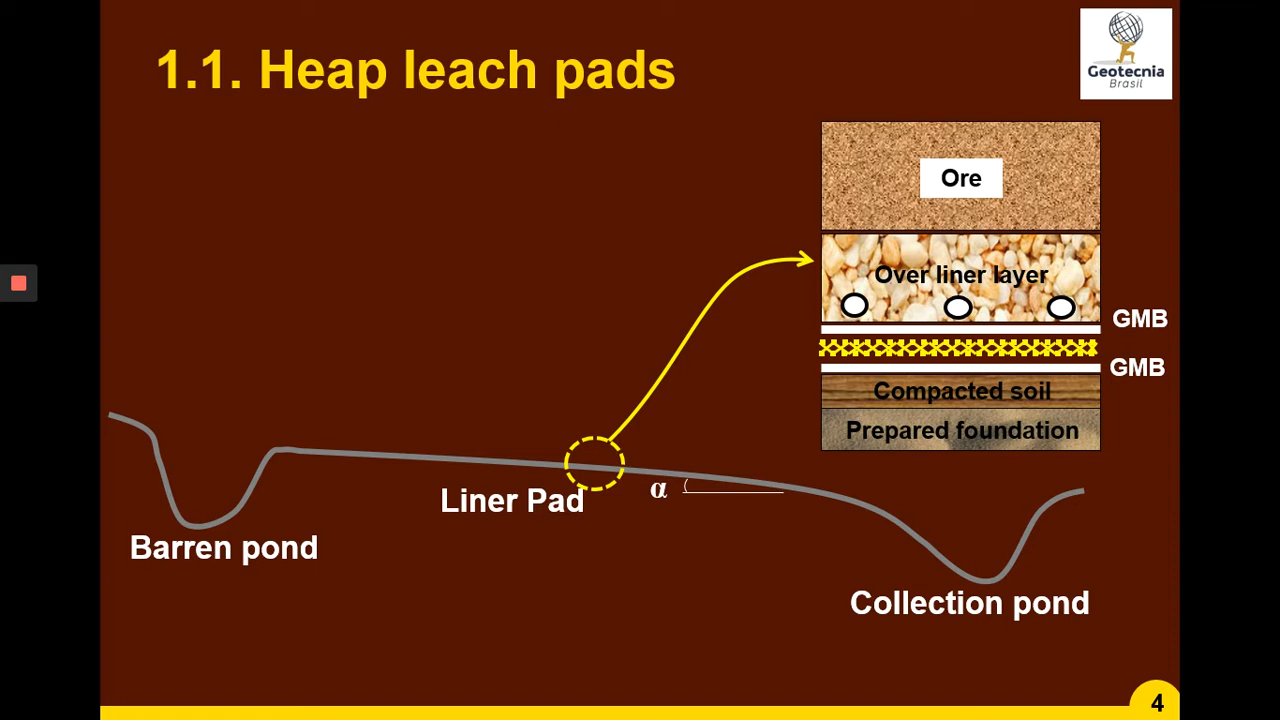 1.1. Heap leach pads
Geotecnia
Brasil
Ore
Over liner layer
GMB
GMB
Compacted soil
Prepared foundation
Liner Pad
α
Barren pond
Collection pond
4